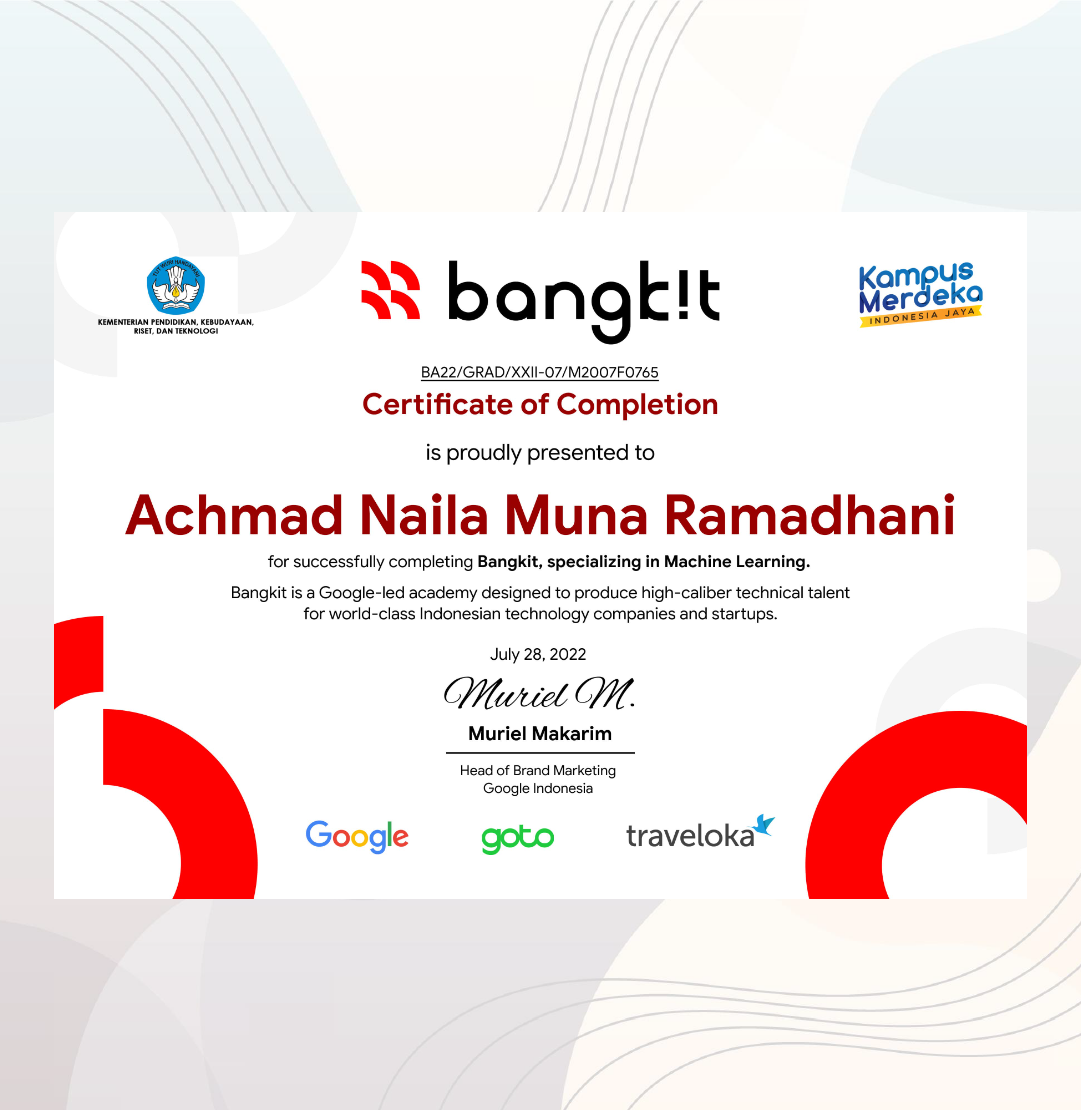 KEMENTERIAN PENDIDIKAN, KEBUDAYAAN,
RISET, DAN TEKNOLOGI
bangk!t
Kampus
Merdeka
INDONESIA JAYA
BA22/GRAD/XXII-07/M2007F0765
Certificate of Completion
is proudly presented to
Achmad Naila Muna Ramadhani
for successfully completing Bangkit, specializing in Machine Learning.
Bangkit is a Google-led academy designed to produce high-caliber technical talent
for world-class Indonesian technology companies and startups.
July 28, 2022
Muriel M.
Muriel Makarim
Head of Brand Marketing
Google Indonesia
Google
goto
traveloka